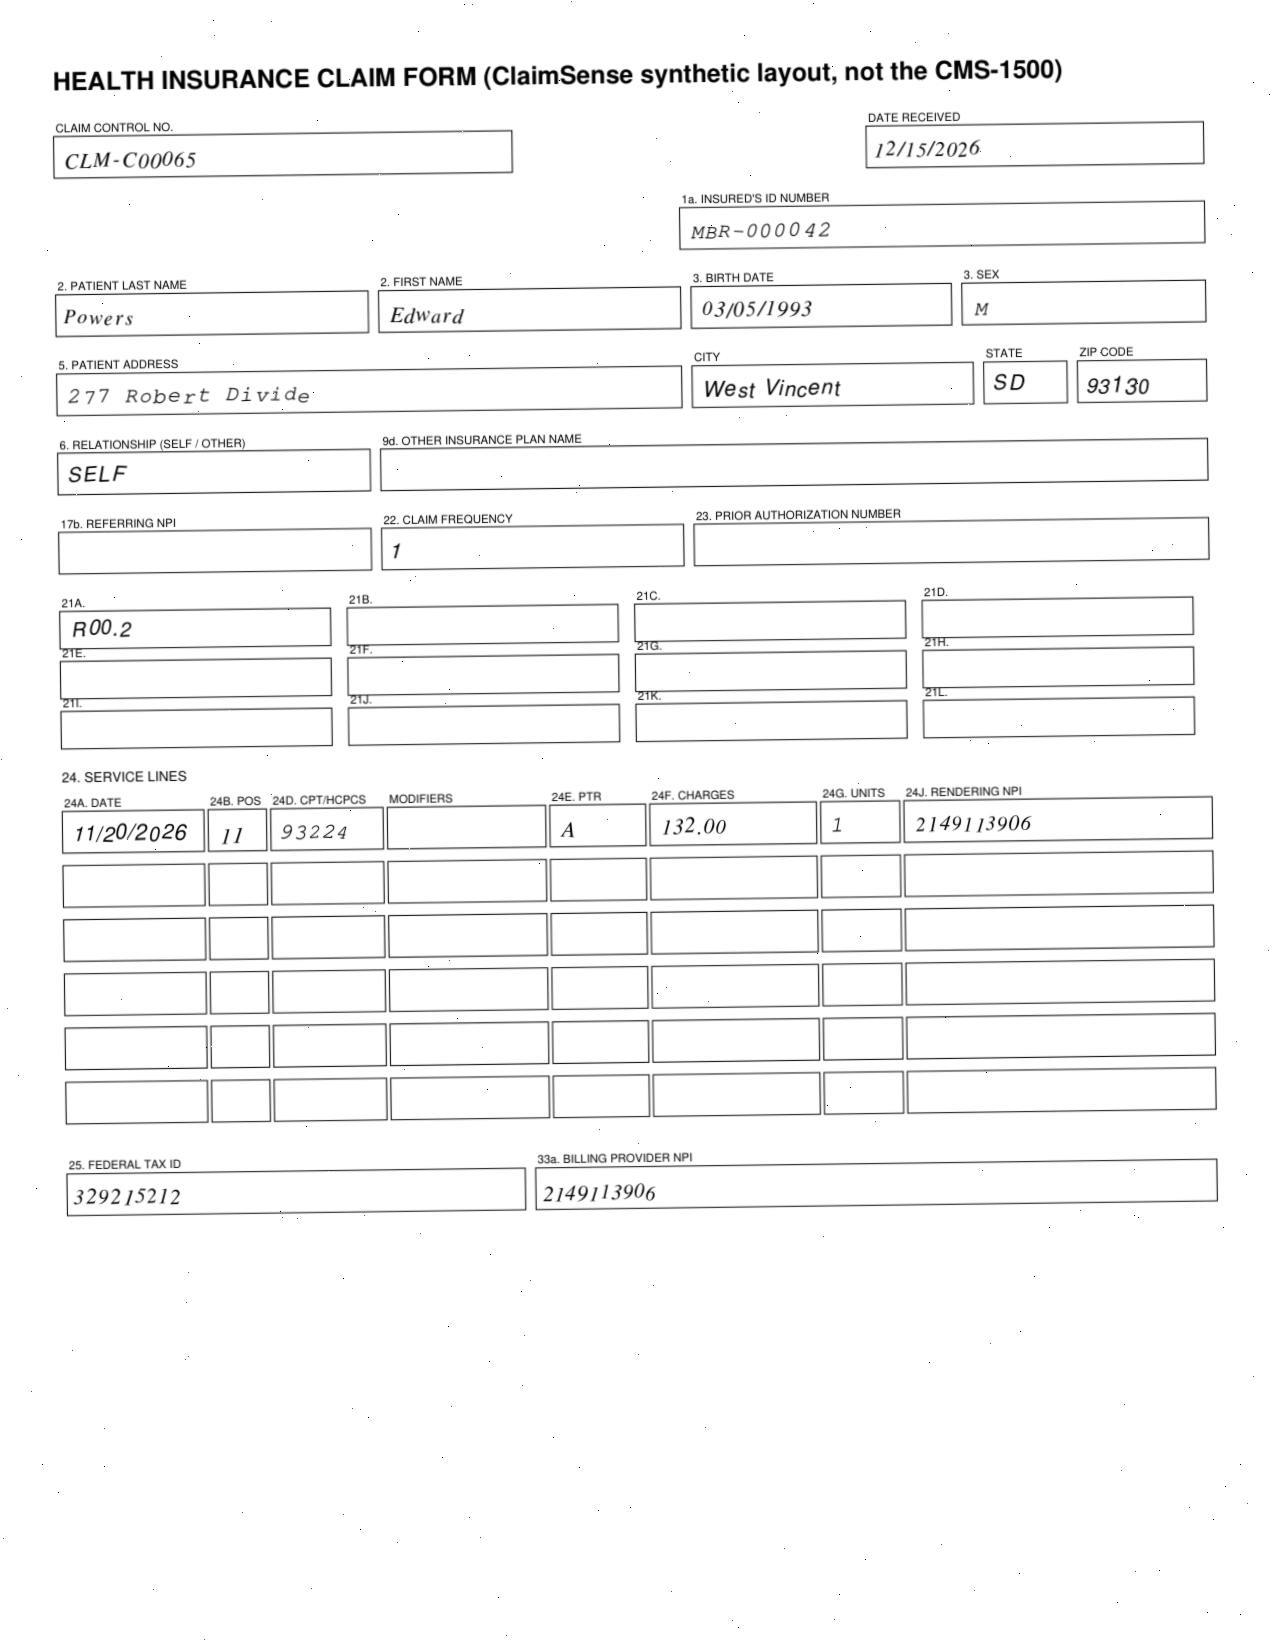 HEALTH INSURANCE CLAIM FORM (ClaimSense synthetic layout, not the CMS-1500)
CLAIM CONTROL NO. DATE RECEIVED
CLM-C00065 12/15/2026
1a. INSURED'S ID NUMBER
MBR-000042
2. PATIENT LAST NAME 2. FIRST NAME 3. BIRTH DATE 3. SEX
Powers Edward 03/05/1993 M
5. PATIENT ADDRESS CITY STATE ZIP CODE
277 Robert Divide West Vincent SD 93130
6. RELATIONSHIP (SELF / OTHER) 9d. OTHER INSURANCE PLAN NAME
SELF
17b. REFERRING NPI 22. CLAIM FREQUENCY 23. PRIOR AUTHORIZATION NUMBER
1
21A. 21B. 21C. 21D.
R00.2
21E. 21F. 21G. 21H.
21I. 21J. 21K. 21L.
24. SERVICE LINES
24A. DATE 24B. POS 24D. CPT/HCPCS MODIFIERS 24E. PTR 24F. CHARGES 24G. UNITS 24J. RENDERING NPI
11/20/2026 11 93224 A 132.00 1 2149113906
25. FEDERAL TAX ID 33a. BILLING PROVIDER NPI
329215212 2149113906